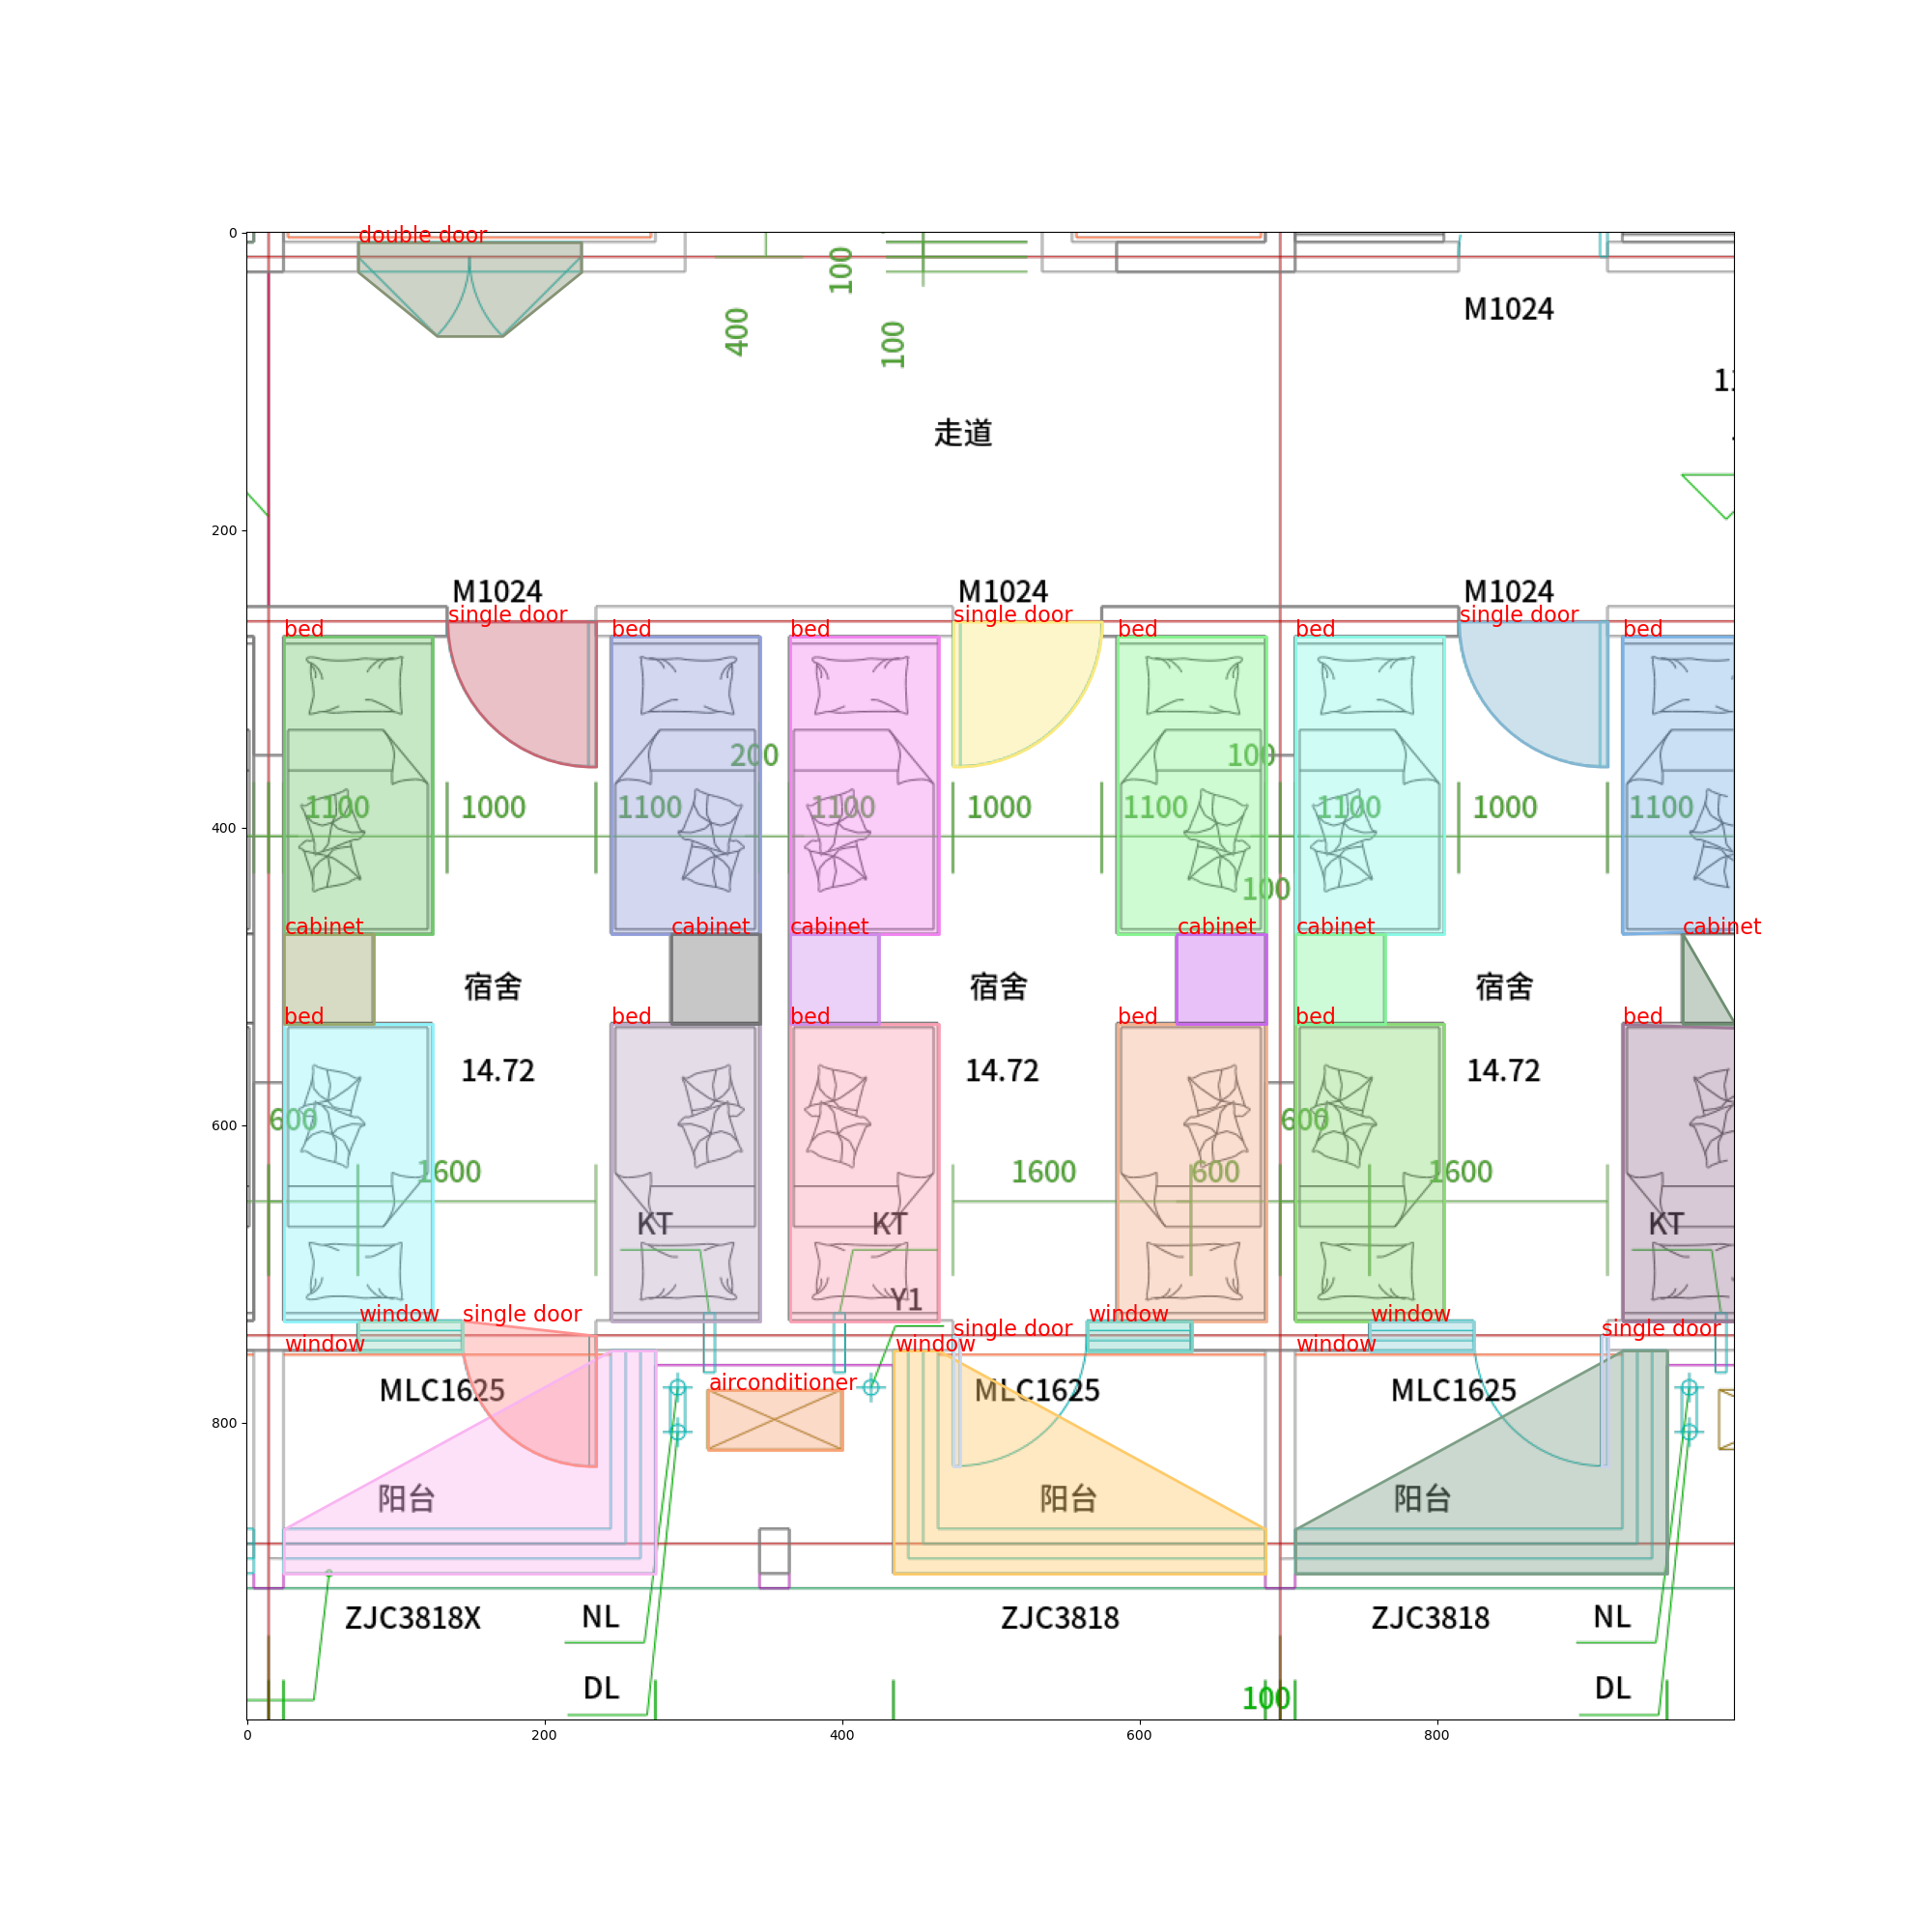 0
double door
100
400
100
M1024
走道
200
M1024
M1024
M1024
single door
single door
single door
bed
bed
bed
bed
bed
bed
200
100
400
1100
1000
1100
1100
1000
1100
1100
1000
1100
100
cabinet
cabinet
cabinet
cabinet
cabinet
cabinet
宿舍
宿舍
宿舍
bed
bed
bed
bed
bed
bed
14.72
14.72
14.72
600
600
600
1600
1600
600
1600
KT
KT
KT
Y1
window
single door
window
window
single door
single door
window
window
window
airconditioner
MLC1625
MLC1625
MLC1625
800
阳台
阳台
阳台
ZJC3818X
NL
ZJC3818
ZJC3818
NL
DL
100
DL
0
200
400
600
800